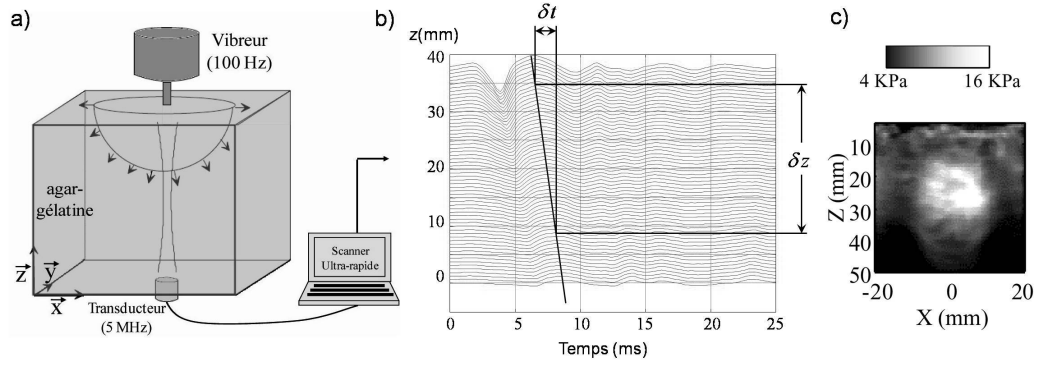 a)
Vibreur
(100 Hz)
agar-
gélatine
z
y
x
Transducteur
(5 MHz)
Scanner
Ultra-rapide
b)
δt
z(mm)
40
30
20
10
0
δz
0 5 10 15 20 25
Temps (ms)
c)
4 KPa 16 KPa
10
20
30
40
50
Z (mm)
-20 0 20
X (mm)